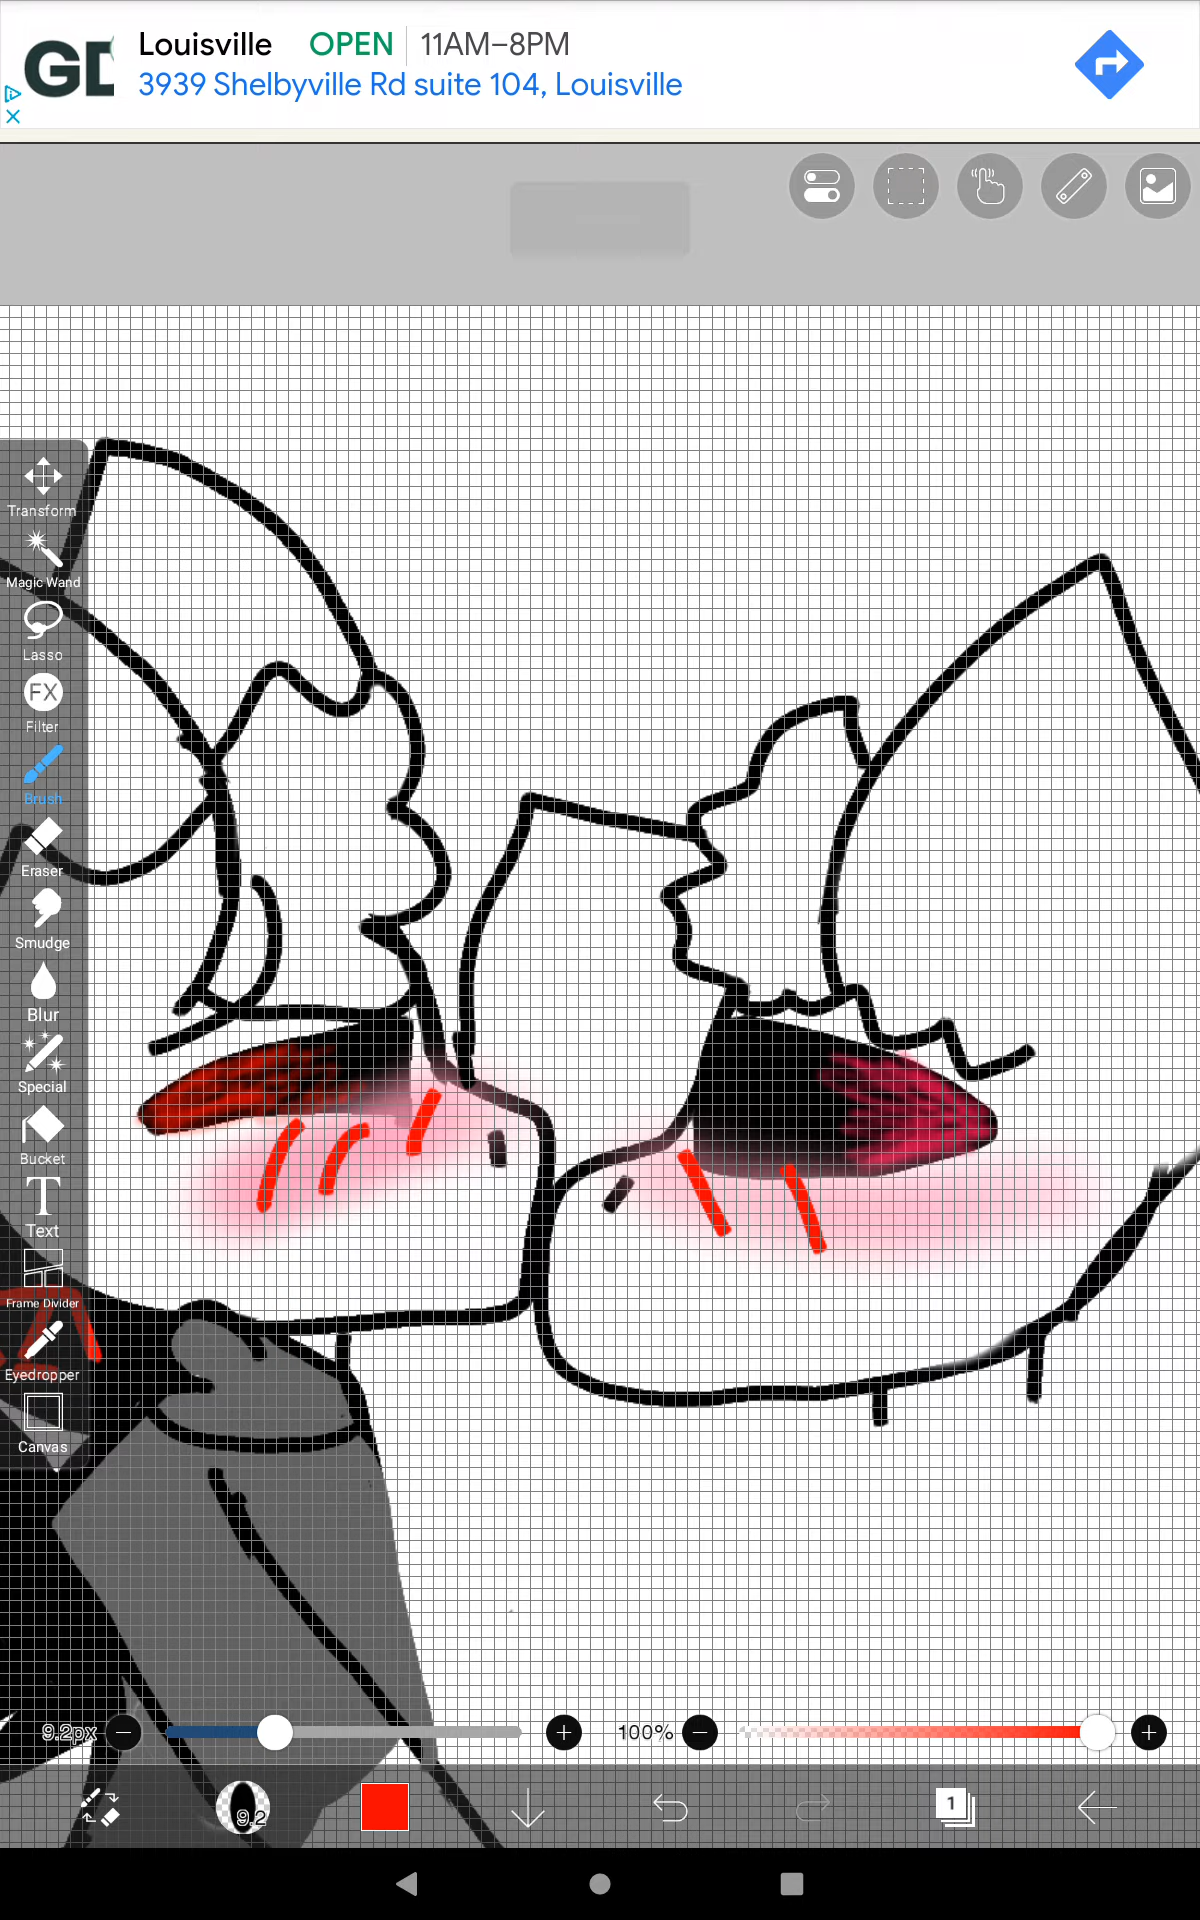 Louisville OPEN 11AM–8PM
3939 Shelbyville Rd suite 104, Louisville
Transform
Magic Wand
Lasso
FX
Filter
Brush
Eraser
Smudge
Blur
Special
Bucket
T
Text
Frame Divider
Eyedropper
Canvas
9.2px
100%
9.2
1